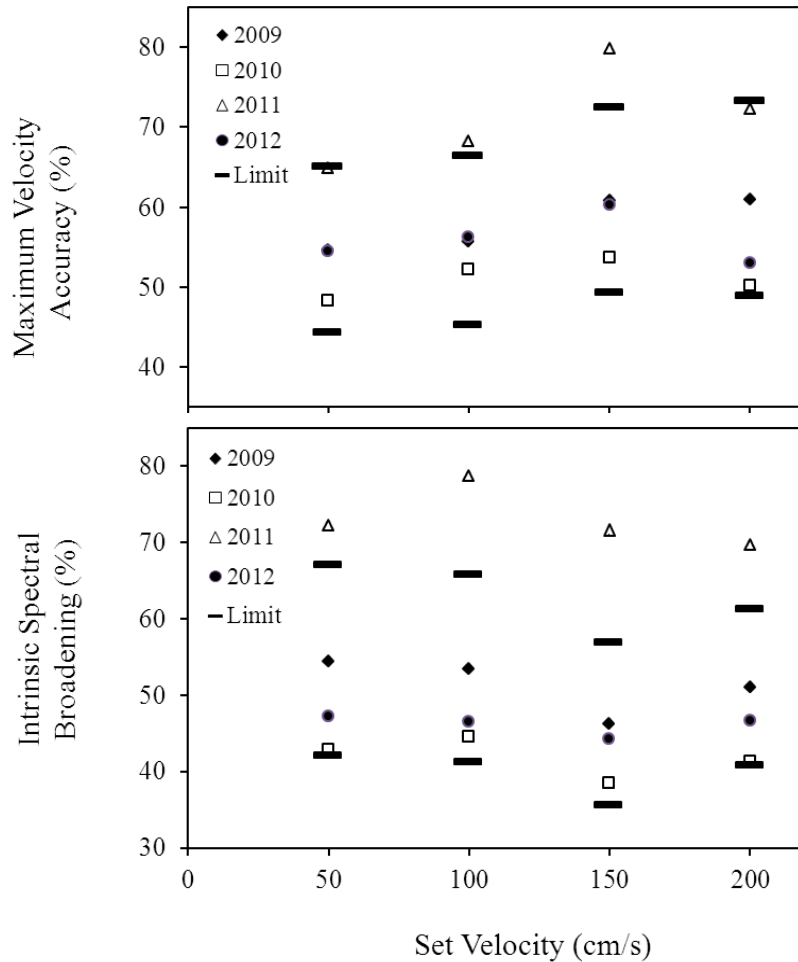 Maximum Velocity
Accuracy (%)
80
70
60
50
40
2009
2010
2011
2012
Limit
Intrinsic Spectral
Broadening (%)
80
70
60
50
40
30
2009
2010
2011
2012
Limit
0 50 100 150 200
Set Velocity (cm/s)